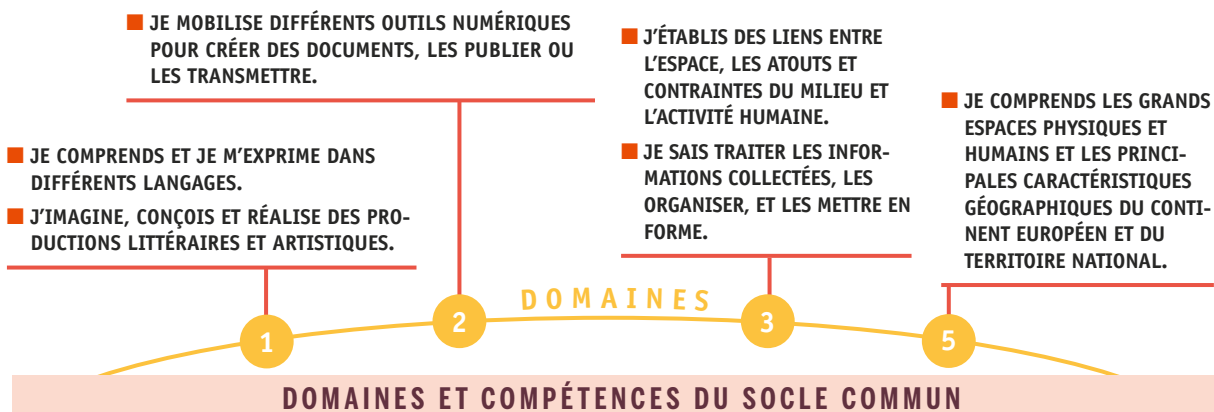 ■ JE COMPRENDS ET JE M'EXPRIME DANS
DIFFÉRENTS LANGAGES.
■ J'IMAGINE, CONÇOIS ET RÉALISE DES PRO-
DUCTIONS LITTÉRAIRES ET ARTISTIQUES.
■ JE MOBILISE DIFFÉRENTS OUTILS NUMÉRIQUES
POUR CRÉER DES DOCUMENTS, LES PUBLIER OU
LES TRANSMETTRE.
■ J'ÉTABLIS DES LIENS ENTRE
L'ESPACE, LES ATOUTS ET
CONTRAINTES DU MILIEU ET
L'ACTIVITÉ HUMAINE.
■ JE SAIS TRAITER LES INFOR-
MATIONS COLLECTÉES, LES
ORGANISER, ET LES METTRE EN
FORME.
■ JE COMPRENDS LES GRANDS
ESPACES PHYSIQUES ET
HUMAINS ET LES PRINCI-
PALES CARACTÉRISTIQUES
GÉOGRAPHIQUES DU CONTI-
NENT EUROPÉEN ET DU
TERRITOIRE NATIONAL.
DOMAINES
1
2
3
5
DOMAINES ET COMPÉTENCES DU SOCLE COMMUN